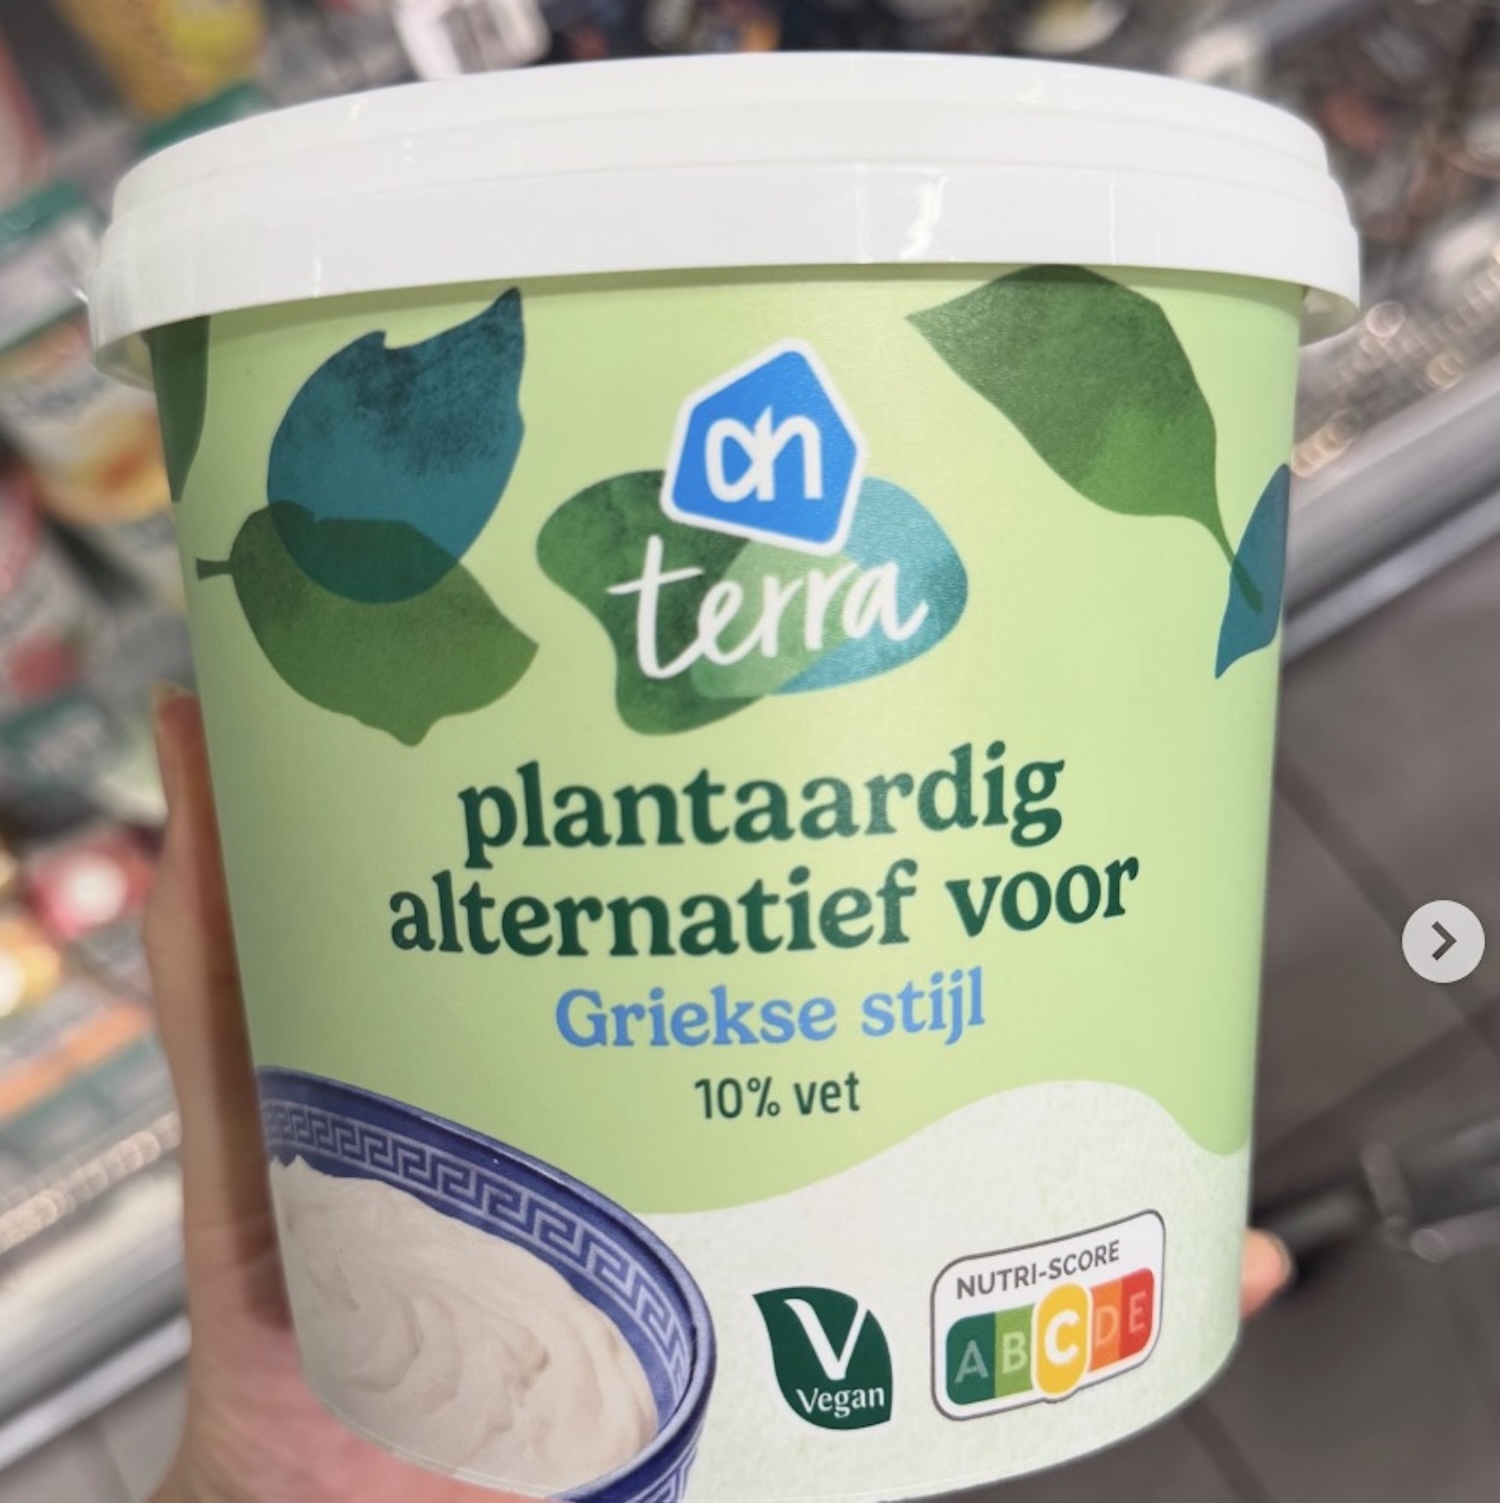 ah
terra
plantaardig
alternatief voor
Griekse stijl
10% vet
V
Vegan
NUTRI-SCORE
A B C D E